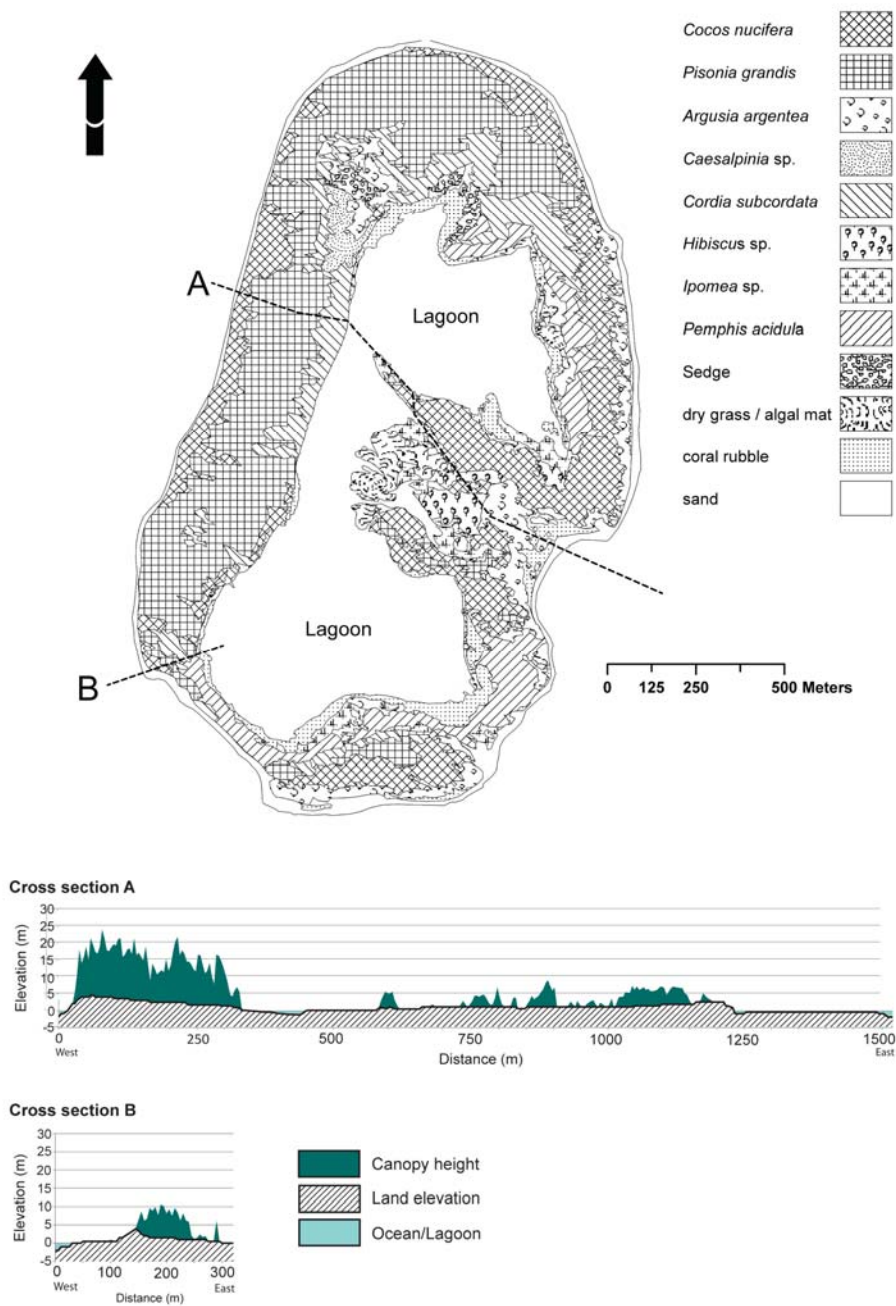 Cocos nucifera
Pisonia grandis
Argusia argentea
Caesalpinia sp.
Cordia subcordata
Hibiscus sp.
Ipomea sp.
Pemphis acidula
Sedge
dry grass / algal mat
coral rubble
sand
A
Lagoon
Lagoon
B
0 125 250 500 Meters
Cross section A
Elevation (m)
30
25
20
15
10
5
0
-5
0 250 500 750 1000 1250 1500
West East
Distance (m)
Cross section B
Elevation (m)
30
25
20
15
10
5
0
-5
0 100 200 300
West East
Distance (m)
Canopy height
Land elevation
Ocean/Lagoon